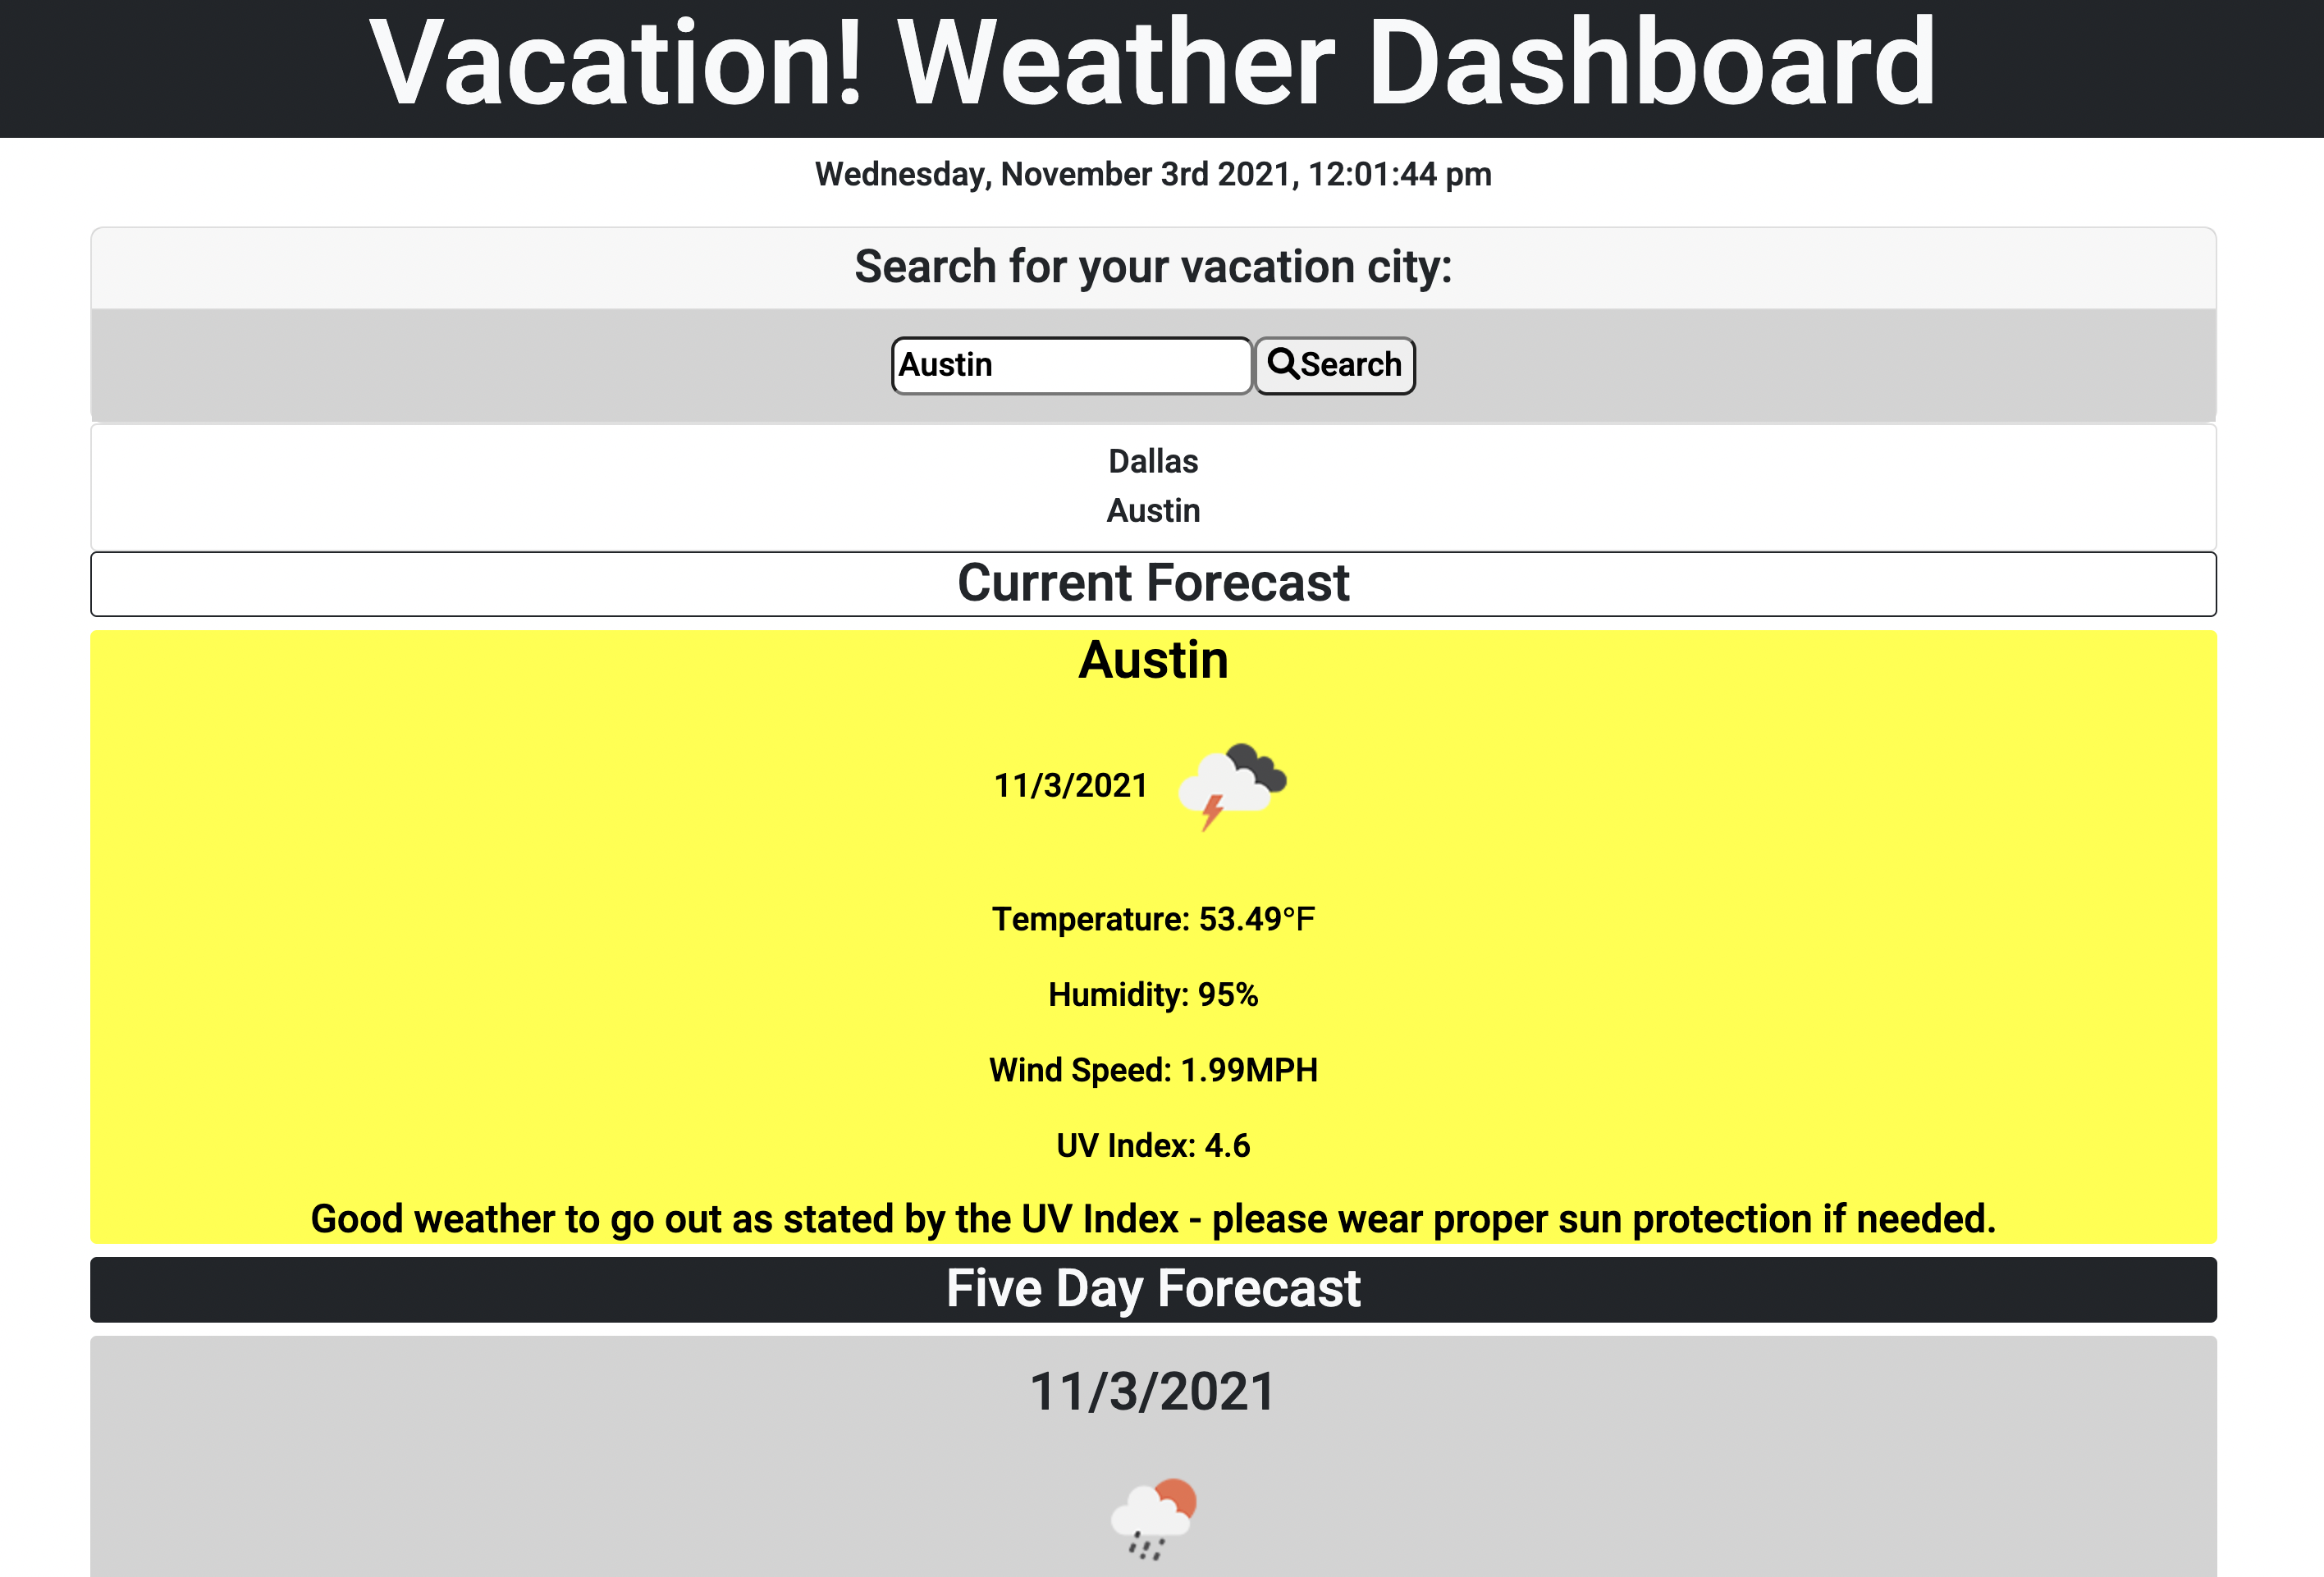 Vacation! Weather Dashboard
Wednesday, November 3rd 2021, 12:01:44 pm
Search for your vacation city:
Austin Search
Dallas
Austin
Current Forecast
Austin
11/3/2021
Temperature: 53.49°F
Humidity: 95%
Wind Speed: 1.99MPH
UV Index: 4.6
Good weather to go out as stated by the UV Index - please wear proper sun protection if needed.
Five Day Forecast
11/3/2021